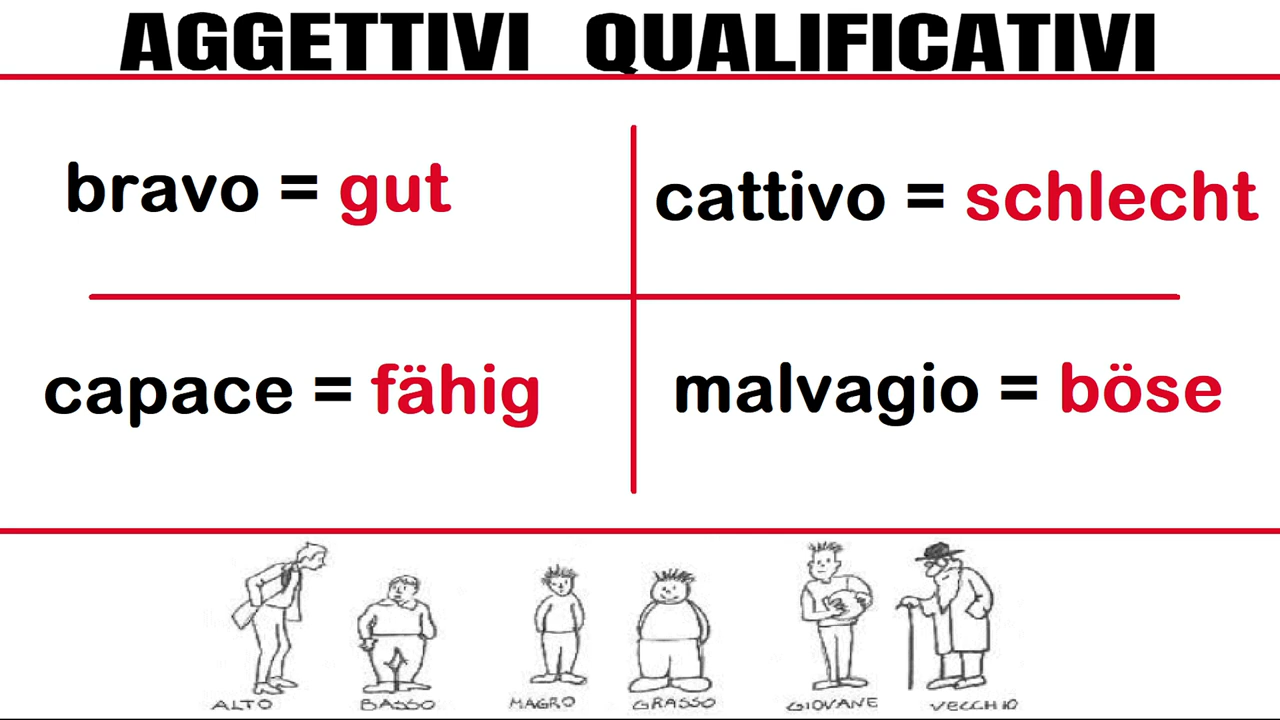 AGGETTIVI QUALIFICATIVI
bravo = gut
cattivo = schlecht
capace = fähig
malvagio = böse
ALTO BASSO MAGRO GRASSO GIOVANE VECCHIO